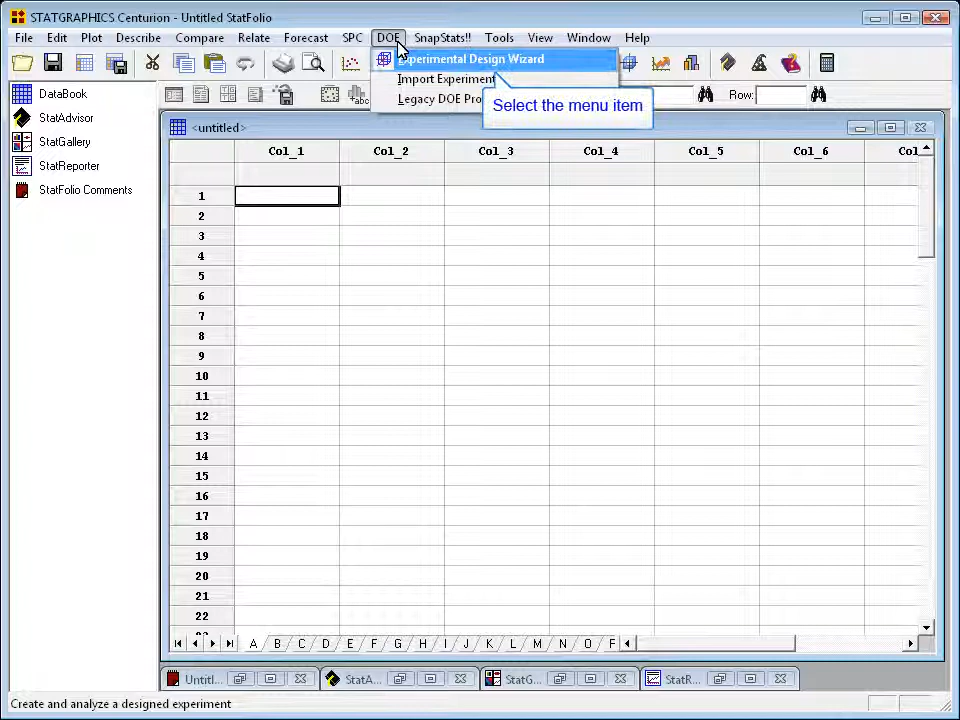 STATGRAPHICS Centurion - Untitled StatFolio
File Edit Plot Describe Compare Relate Forecast SPC DOE SnapStats!! Tools View Window Help
Experimental Design Wizard
Import Experiment
Legacy DOE Pro
Select the menu item
abc
Row:
DataBook
StatAdvisor
StatGallery
StatReporter
StatFolio Comments
<untitled>
Col_1 Col_2 Col_3 Col_4 Col_5 Col_6 Col
1
2
3
4
5
6
7
8
9
10
11
12
13
14
15
16
17
18
19
20
21
22
A B C D E F G H I J K L M N O P
Untitl... StatA... StatG... StatR...
Create and analyze a designed experiment